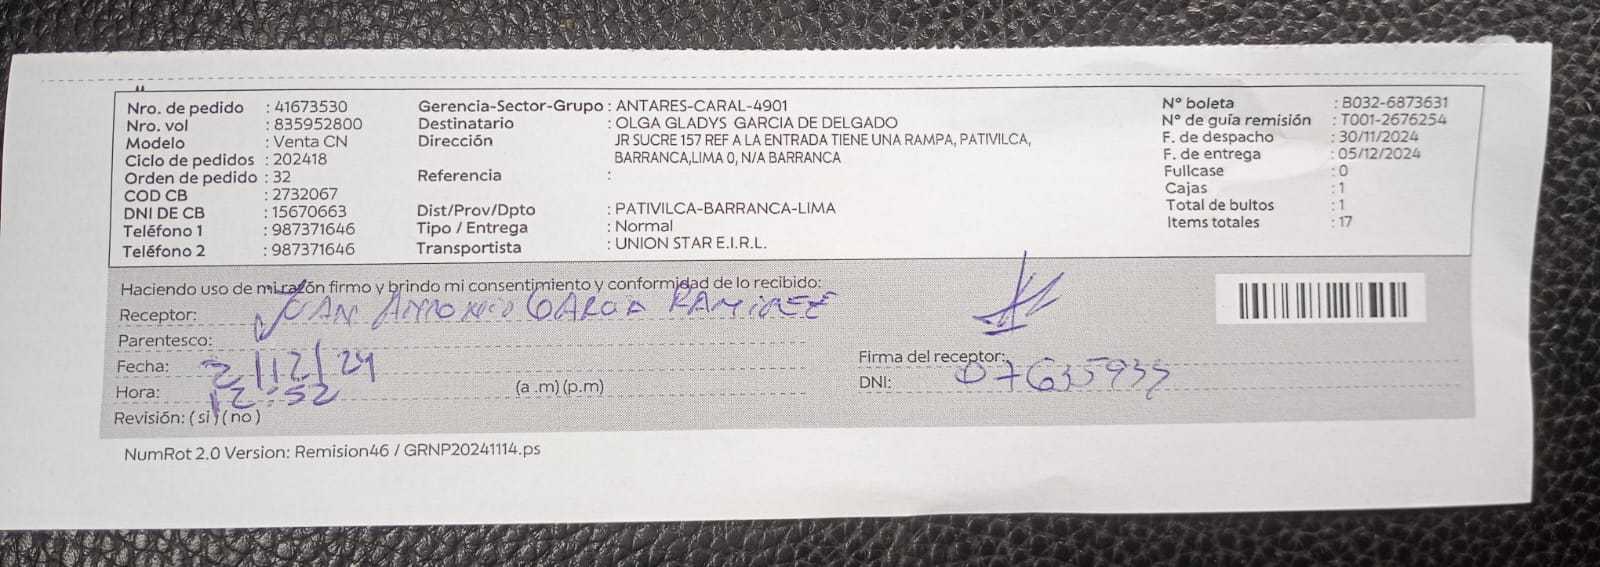 Nro. de pedido : 41673530
Nro. vol : 835952800
Modelo : Venta CN
Ciclo de pedidos : 202418
Orden de pedido : 32
COD CB : 2732067
DNI DE CB : 15670663
Teléfono 1 : 987371646
Teléfono 2 : 987371646
Gerencia-Sector-Grupo : ANTARES-CARAL-4901
Destinatario : OLGA GLADYS GARCIA DE DELGADO
Dirección JR SUCRE 157 REF A LA ENTRADA TIENE UNA RAMPA, PATIVILCA,
BARRANCA,LIMA 0, N/A BARRANCA
Referencia :
Dist/Prov/Dpto : PATIVILCA-BARRANCA-LIMA
Tipo / Entrega : Normal
Transportista : UNION STAR E.I.R.L.
N° boleta : B032-6873631
N° de guía remisión : T001-2676254
F. de despacho : 30/11/2024
F. de entrega : 05/12/2024
Fullcase : 0
Cajas : 1
Total de bultos : 1
Items totales : 17
Haciendo uso de mi razón firmo y brindo mi consentimiento y conformidad de lo recibido:
Receptor: JUAN ANTONIO GARCIA RAMIREZ
Parentesco:
Fecha: 2/12/24
Hora: 12:52 (a .m) (p.m)
Revisión: ( si ) ( no )
Firma del receptor:
DNI: 07635935
NumRot 2.0 Version: Remision46 / GRNP20241114.ps